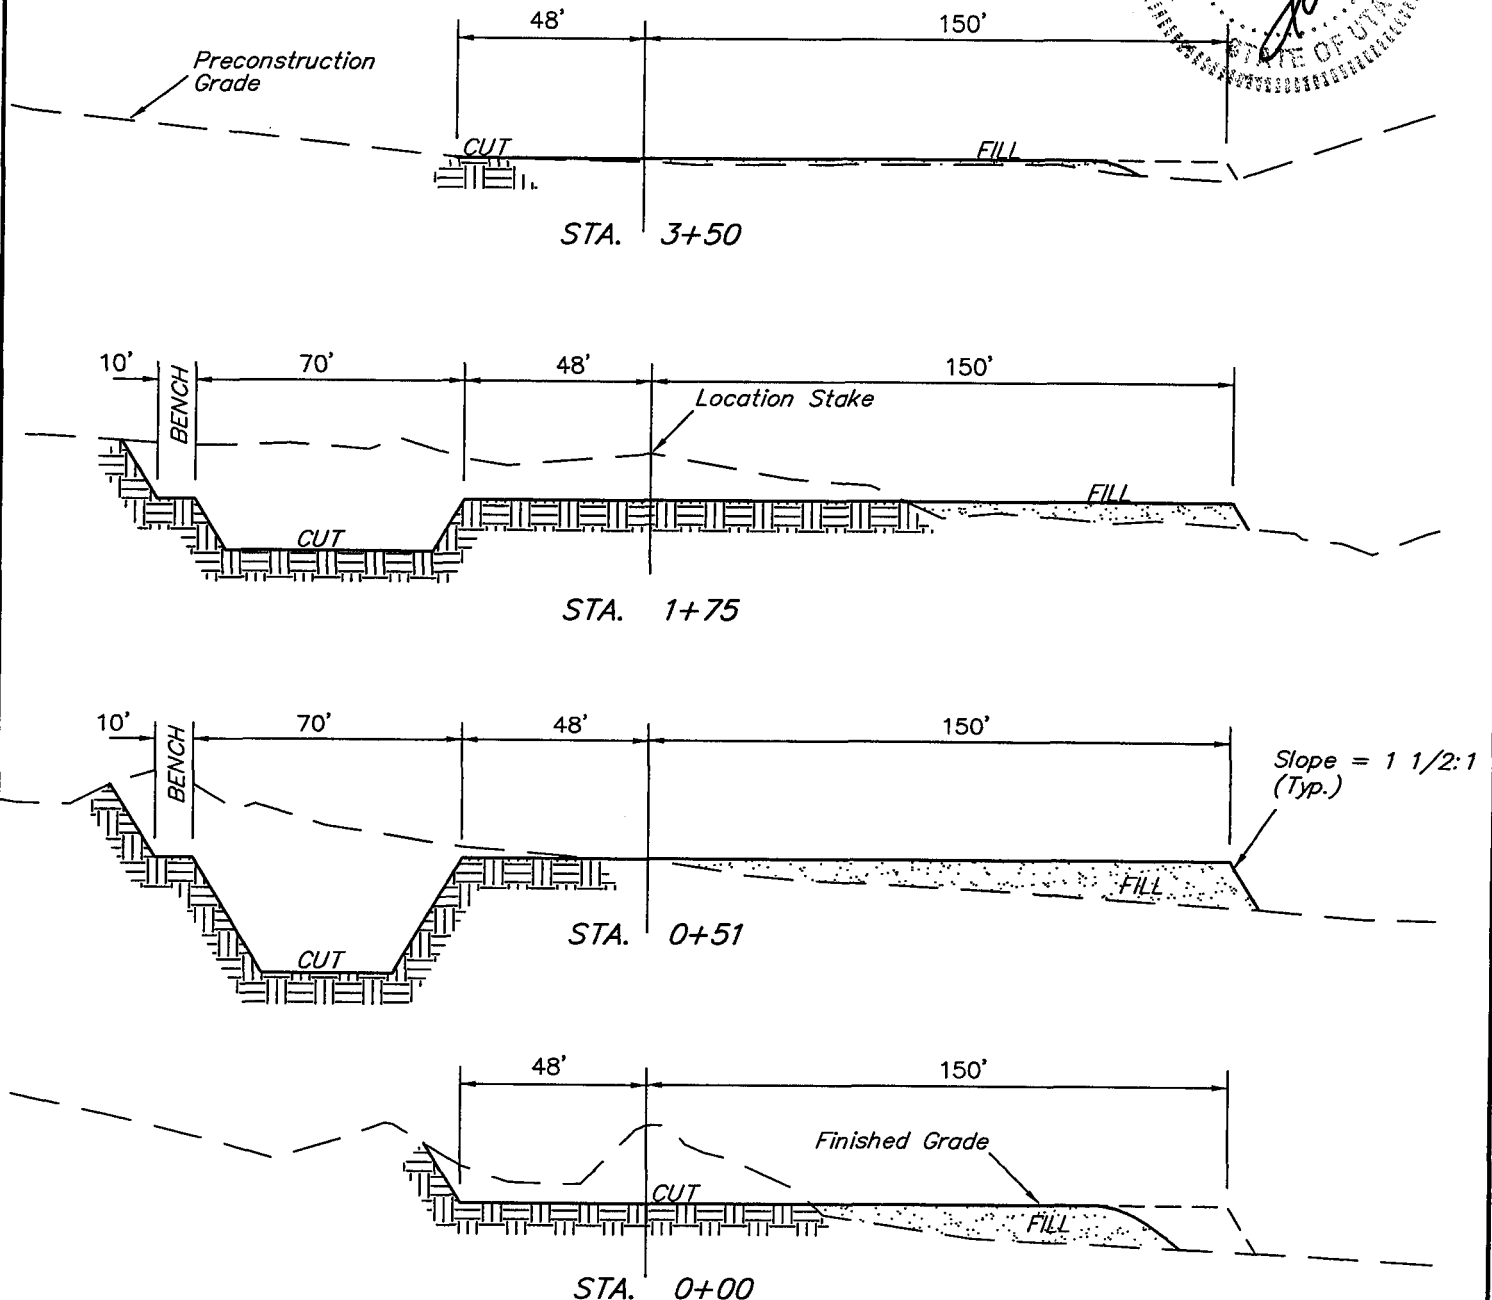 48' 150'
STATE OF UTA
Preconstruction
Grade
CUT FILL
STA. 3+50
10' BENCH 70' 48' 150'
Location Stake
FILL
CUT
STA. 1+75
10' BENCH 70' 48' 150'
Slope = 1 1/2:1
(Typ.)
FILL
STA. 0+51
CUT
48' 150'
Finished Grade
CUT
FILL
STA. 0+00